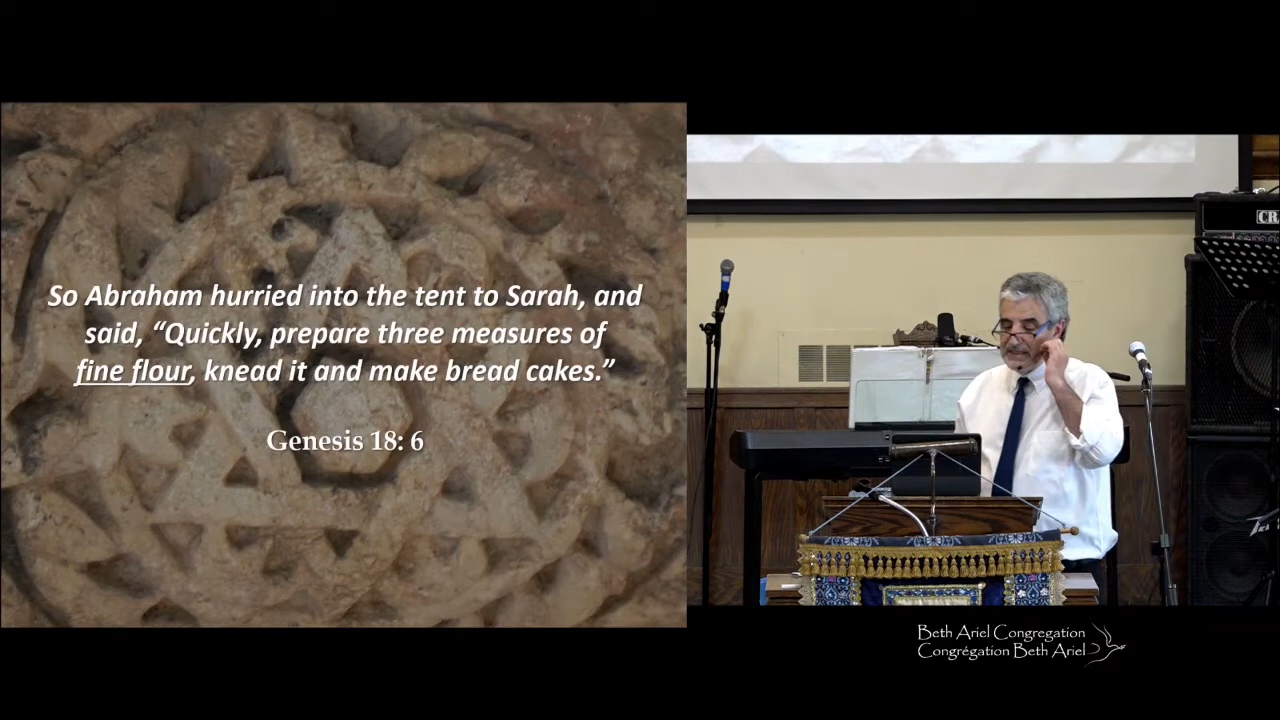 So Abraham hurried into the tent to Sarah, and
said, “Quickly, prepare three measures of
fine flour, knead it and make bread cakes.”
Genesis 18: 6
CR
Beth Ariel Congregation
Congrégation Beth Ariel